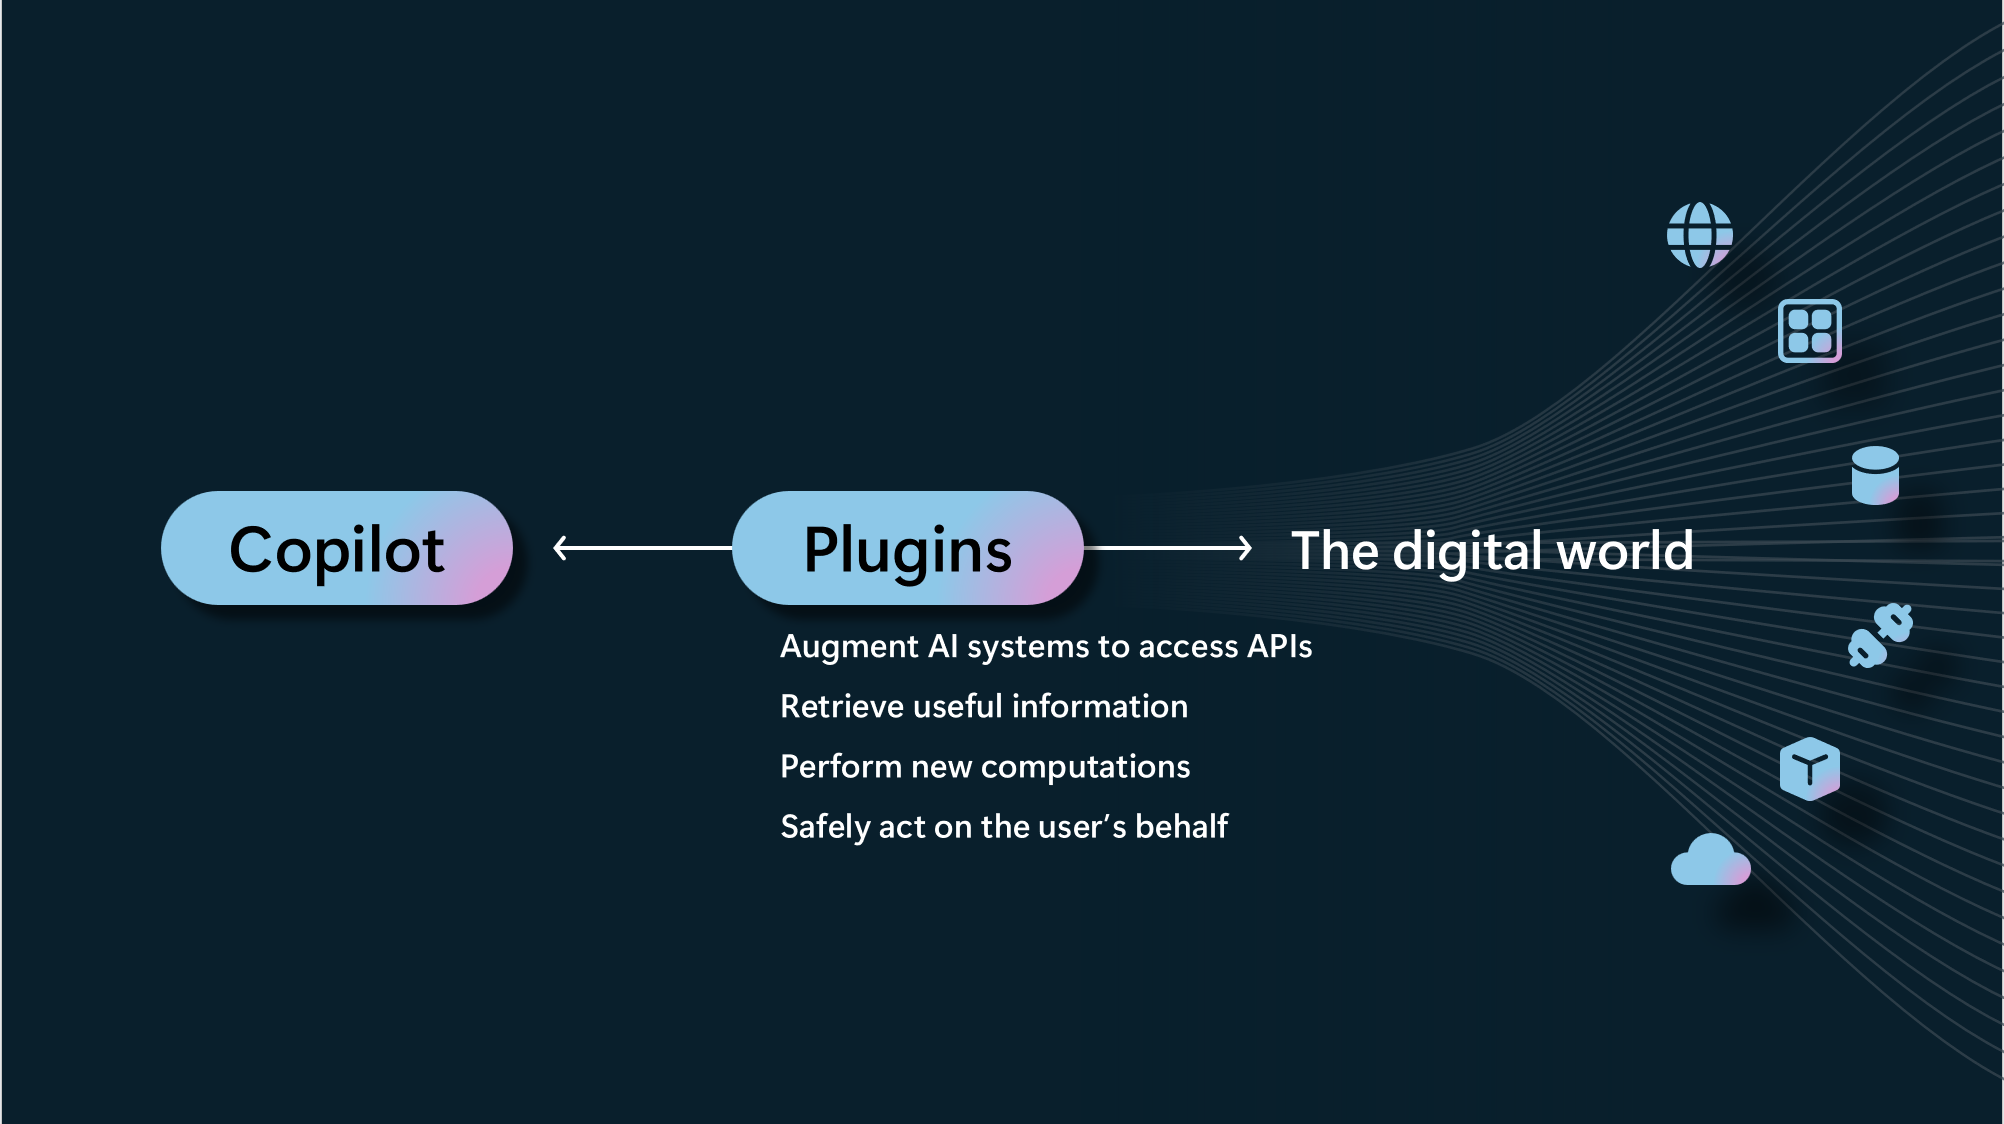 Copilot
Plugins
The digital world
Augment AI systems to access APIs
Retrieve useful information
Perform new computations
Safely act on the user’s behalf